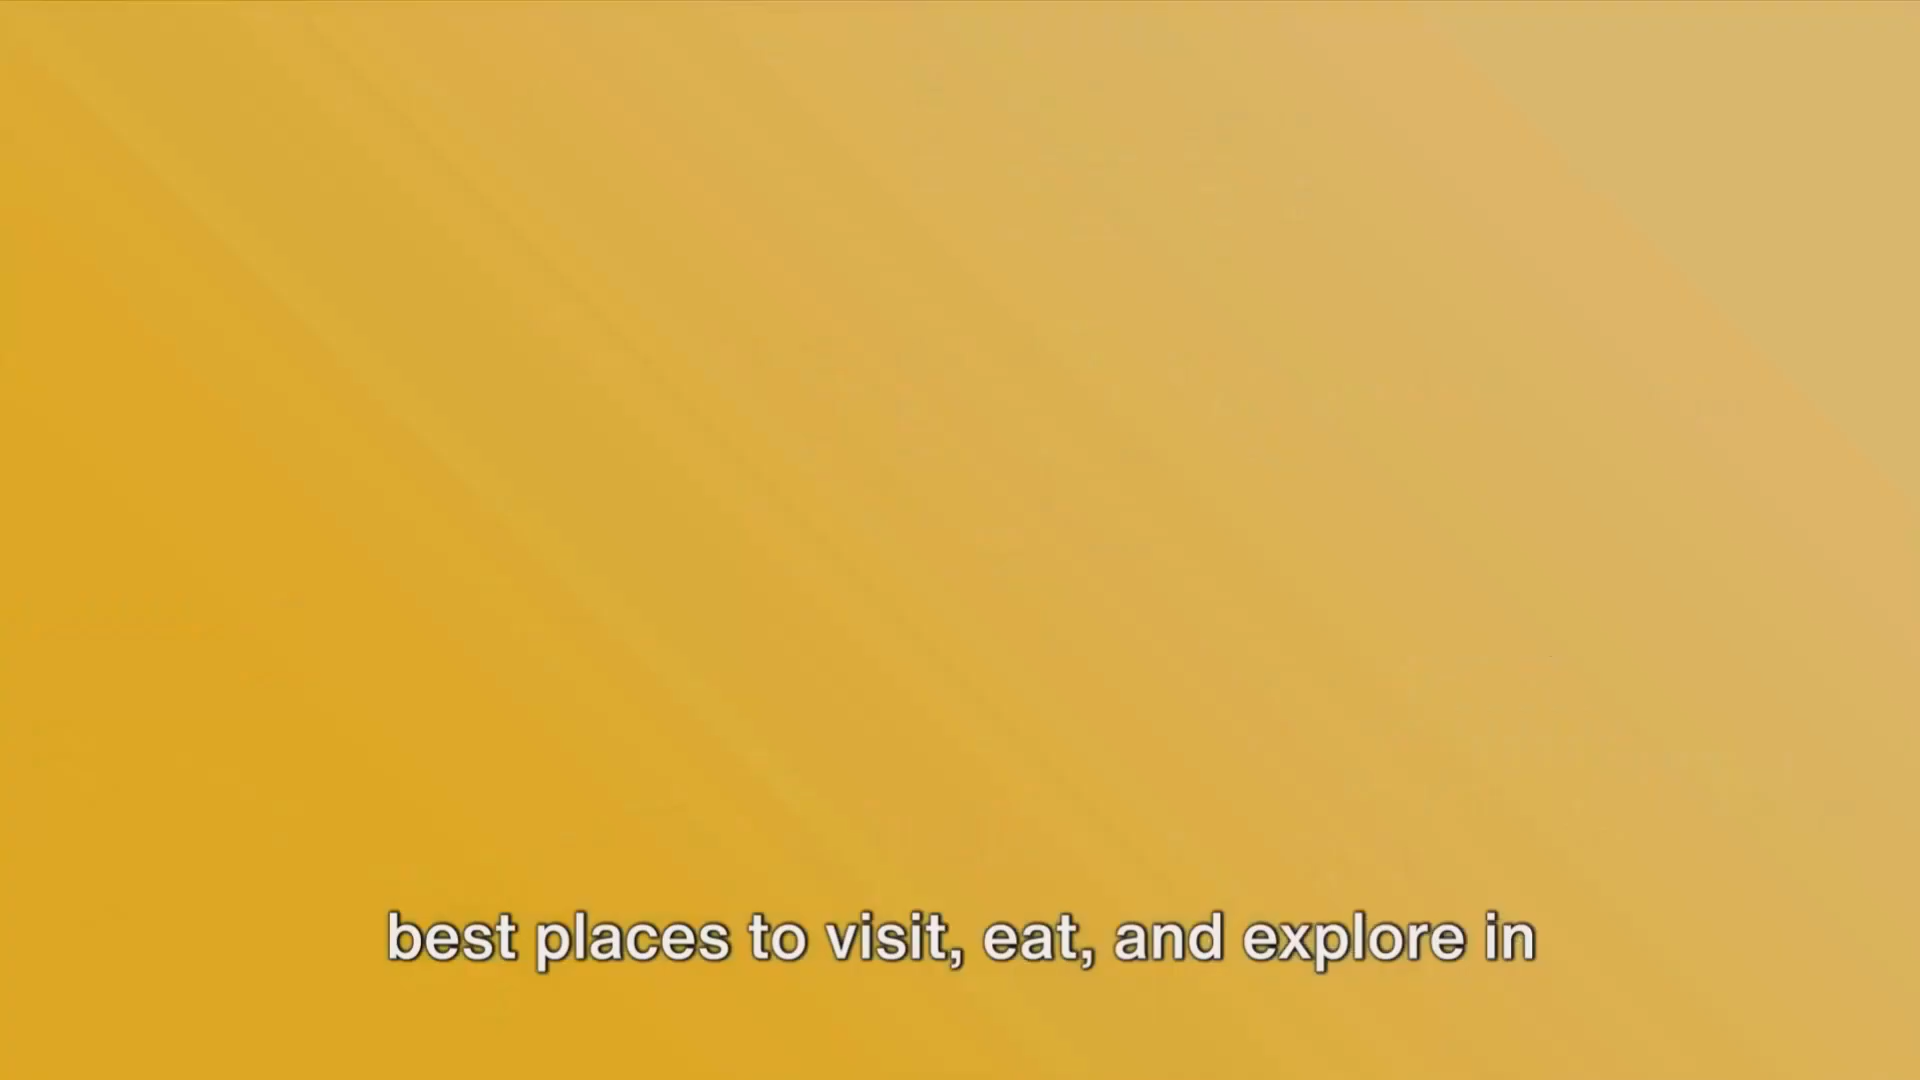 best places to visit, eat, and explore in